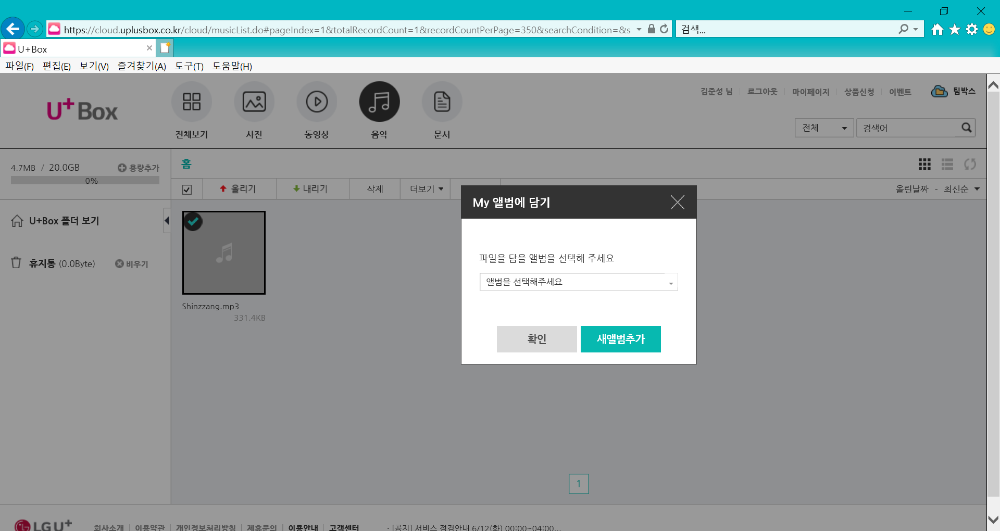 https://cloud.uplusbox.co.kr/cloud/musicList.do#pageIndex=1&totalRecordCount=1&recordCountPerPage=350&searchCondition=&s
검색...
U+Box
파일(F) 편집(E) 보기(V) 즐겨찾기(A) 도구(T) 도움말(H)
U+ Box
전체보기 사진 동영상 음악 문서
김준성 님 로그아웃 마이페이지 상품신청 이벤트 팀박스
전체 검색어
4.7MB / 20.0GB 용량추가
0%
홈
올리기 내리기 삭제 더보기
올린날짜 - 최신순
U+Box 폴더 보기
휴지통 (0.0Byte) 비우기
Shinzzang.mp3
331.4KB
My 앨범에 담기
파일을 담을 앨범을 선택해 주세요
앨범을 선택해주세요
확인 새앨범추가
1
LG U+
회사소개 이용약관 개인정보처리방침 제휴문의 이용안내 고객센터
· [공지] 서비스 점검안내 6/12(화) 00:00~04:00...